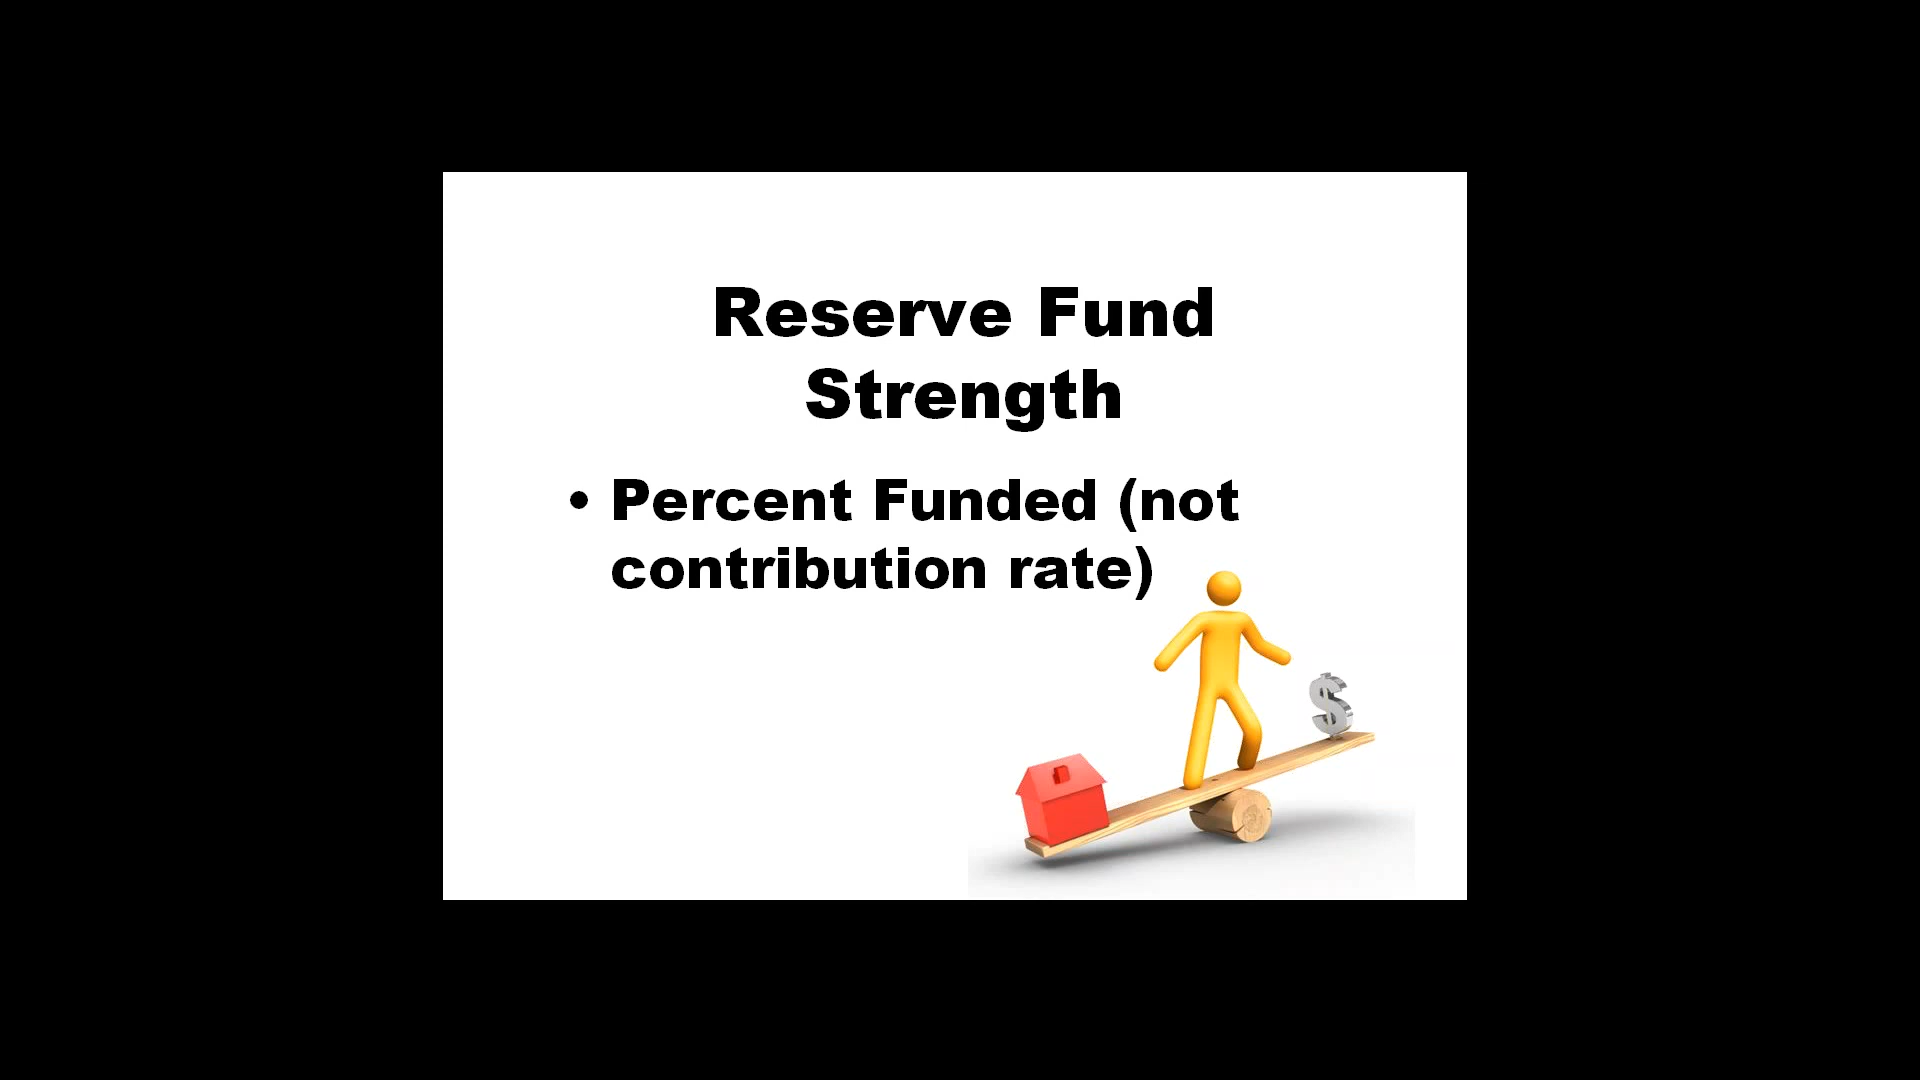 Reserve Fund
Strength
• Percent Funded (not
contribution rate)
$